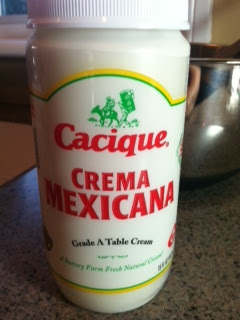 Cacique®
CREMA
MEXICANA
Grade A Table Cream
A Buttery Farm Fresh Natural Cream!